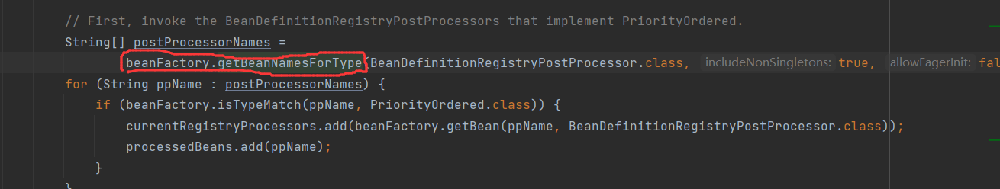 // First, invoke the BeanDefinitionRegistryPostProcessors that implement PriorityOrdered.
String[] postProcessorNames =
beanFactory.getBeanNamesForType(BeanDefinitionRegistryPostProcessor.class, includeNonSingletons: true, allowEagerInit: fal
for (String ppName : postProcessorNames) {
if (beanFactory.isTypeMatch(ppName, PriorityOrdered.class)) {
currentRegistryProcessors.add(beanFactory.getBean(ppName, BeanDefinitionRegistryPostProcessor.class));
processedBeans.add(ppName);
}
}